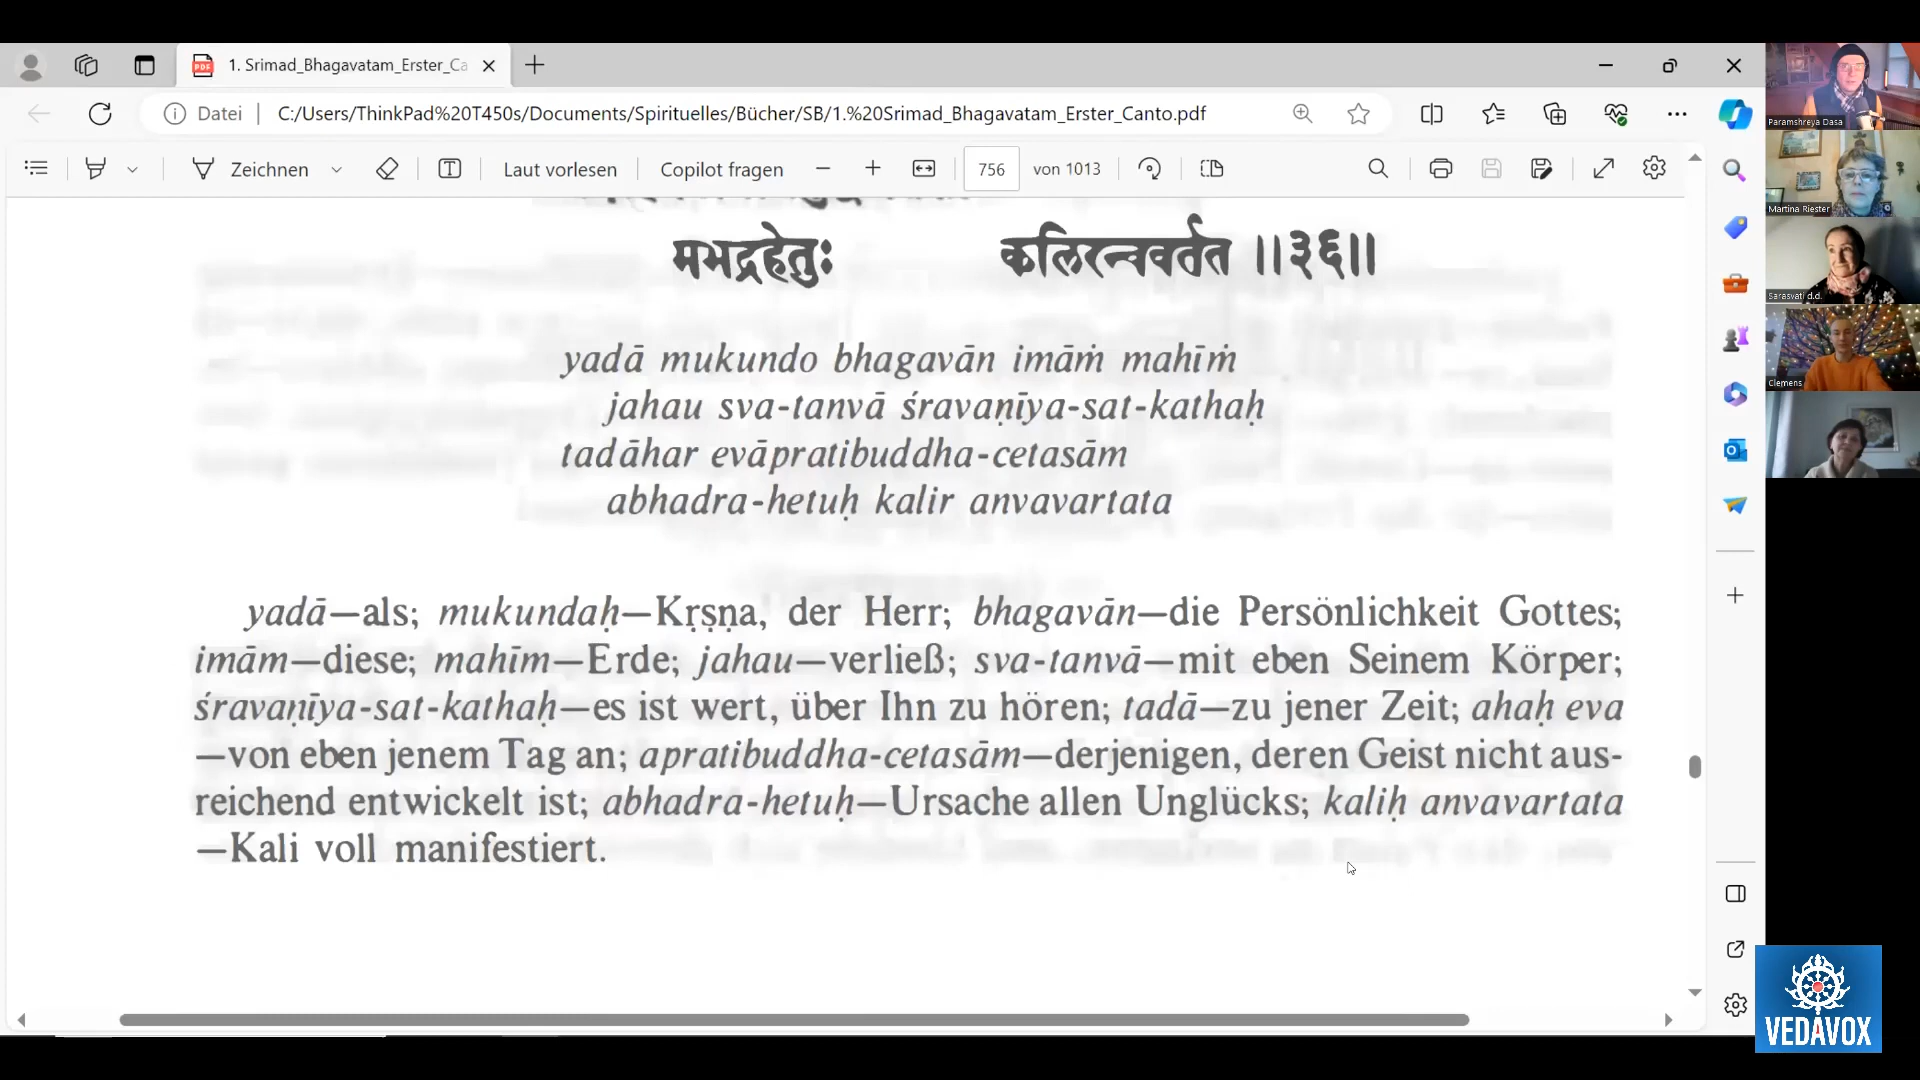 1. Srimad_Bhagavatam_Erster_Ca
Datei
C:/Users/ThinkPad%20T450s/Documents/Spirituelles/Bücher/SB/1.%20Srimad_Bhagavatam_Erster_Canto.pdf
Zeichnen
Laut vorlesen
Copilot fragen
756
von 1013
मभद्रहेतुः कलिरन्ववर्तत ॥३६॥
yadā mukundo bhagavān imāṁ mahīṁ
jahau sva-tanvā śravaṇīya-sat-kathaḥ
tadāhar evāpratibuddha-cetasām
abhadra-hetuḥ kalir anvavartata
yadā—als; mukundaḥ—Kṛṣṇa, der Herr; bhagavān—die Persönlichkeit Gottes;
imām—diese; mahīm—Erde; jahau—verließ; sva-tanvā—mit eben Seinem Körper;
śravaṇīya-sat-kathaḥ—es ist wert, über Ihn zu hören; tadā—zu jener Zeit; ahaḥ eva
—von eben jenem Tag an; apratibuddha-cetasām—derjenigen, deren Geist nicht aus-
reichend entwickelt ist; abhadra-hetuḥ—Ursache allen Unglücks; kaliḥ anvavartata
—Kali voll manifestiert.
Paramshreya Dasa
Martina Riester
Sarasvati d.d.
Clemens
VEDAVOX